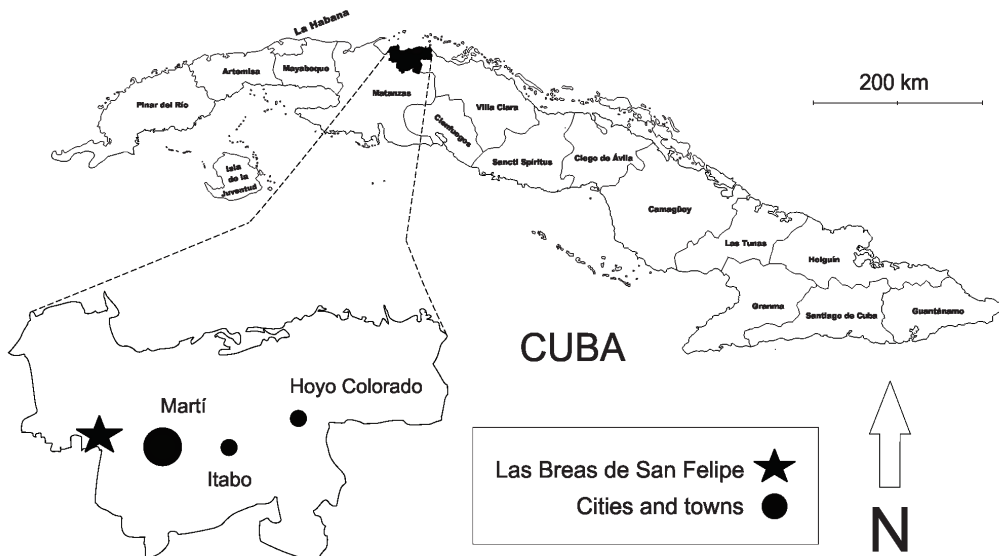 La Habana
Artemisa
Mayabeque
Pinar del Río
Matanzas
Villa Clara
Cienfuegos
Isla
de la
Juventud
Sancti Spíritus
Ciego de Ávila
Camagüey
Las Tunas
Holguín
Granma
Santiago de Cuba
Guantánamo
200 km
CUBA
Hoyo Colorado
Martí
Itabo
Las Breas de San Felipe
Cities and towns
N